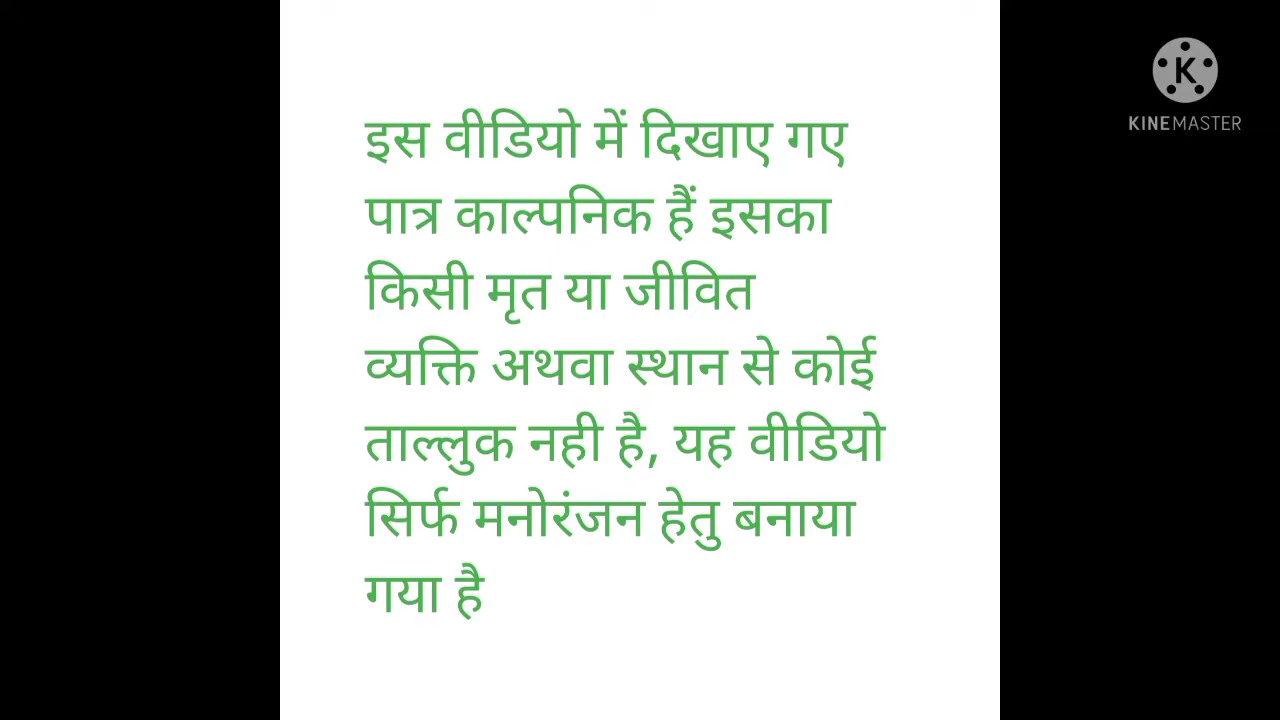 इस वीडियो में दिखाए गए
पात्र काल्पनिक हैं इसका
किसी मृत या जीवित
व्यक्ति अथवा स्थान से कोई
ताल्लुक नही है, यह वीडियो
सिर्फ मनोरंजन हेतु बनाया
गया है
K
KINEMASTER